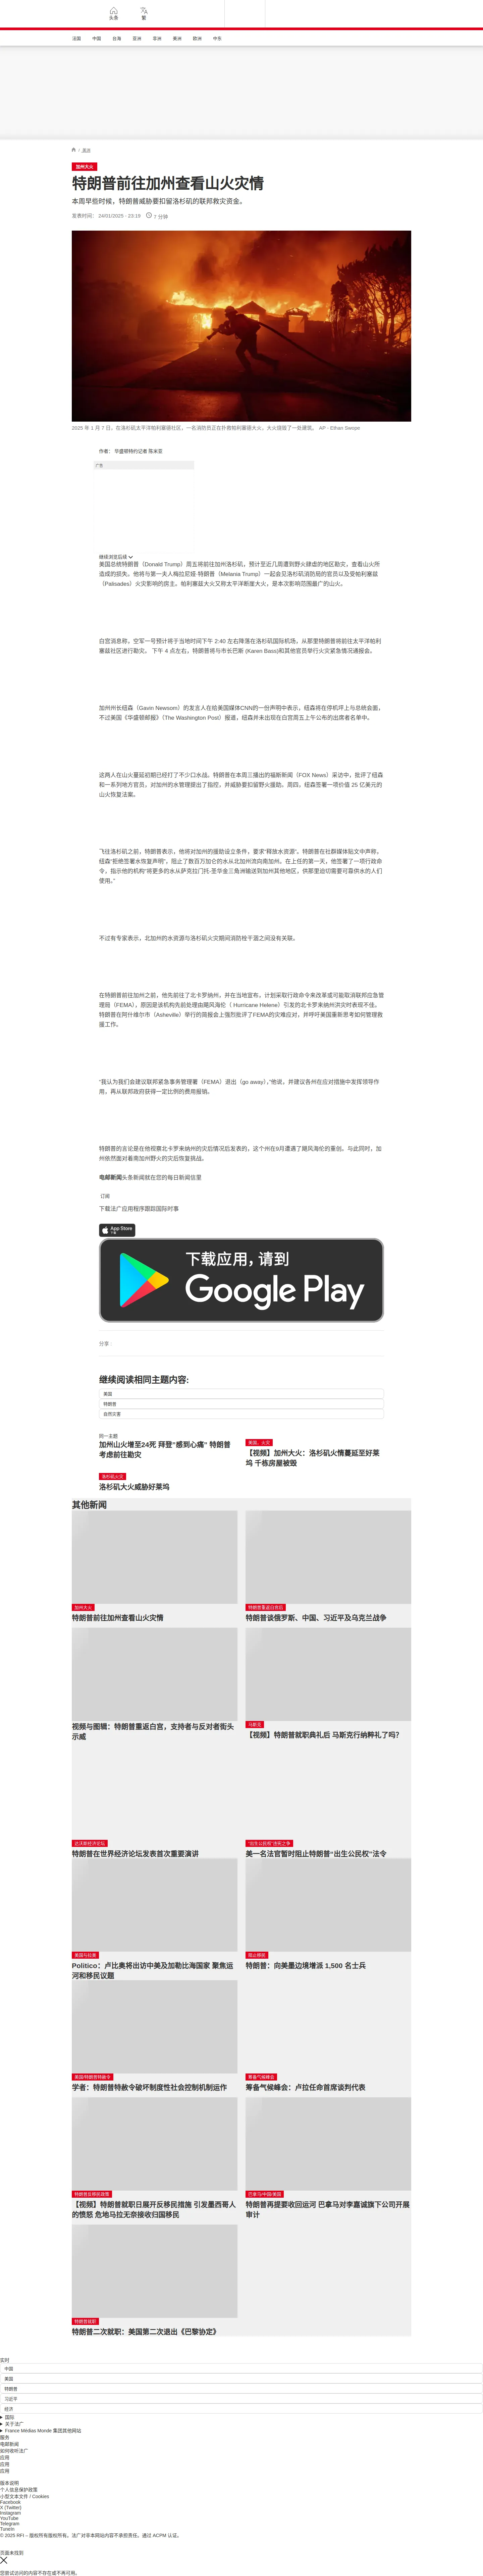 头条
繁
法国
中国
台海
亚洲
非洲
美洲
欧洲
中东
/ 美洲
加州大火
特朗普前往加州查看山火灾情
本周早些时候，特朗普威胁要扣留洛杉矶的联邦救灾资金。
发表时间： 24/01/2025 - 23:19
7 分钟
2025 年 1 月 7 日，在洛杉矶太平洋帕利塞德社区，一名消防员正在扑救帕利塞德大火，大火烧毁了一处建筑。 AP - Ethan Swope
作者： 华盛顿特约记者 陈米亚
广告
继续浏览后续
美国总统特朗普（Donald Trump）周五将前往加州洛杉矶，预计至近几周遭到野火肆虐的地区勘灾，查看山火所造成的损失。他将与第一夫人梅拉尼娅·特朗普（Melania Trump）一起会见洛杉矶消防局的官员以及受帕利塞兹（Palisades）火灾影响的房主。帕利塞兹大火又称太平洋断崖大火，是本次影响范围最广的山火。
白宫消息称，空军一号预计将于当地时间下午 2:40 左右降落在洛杉矶国际机场，从那里特朗普将前往太平洋帕利塞兹社区进行勘灾。 下午 4 点左右，特朗普将与市长巴斯 (Karen Bass)和其他官员举行火灾紧急情况通报会。
加州州长纽森（Gavin Newsom）的发言人在给美国媒体CNN的一份声明中表示，纽森将在停机坪上与总统会面，不过美国《华盛顿邮报》（The Washington Post）报道，纽森并未出现在白宫周五上午公布的出席者名单中。
这两人在山火蔓延初期已经打了不少口水战。特朗普在本周三播出的福斯新闻（FOX News）采访中，批评了纽森和一系列地方官员，对加州的水管理提出了指控，并威胁要扣留野火援助。周四，纽森签署一项价值 25 亿美元的山火恢复法案。
飞往洛杉矶之前，特朗普表示，他将对加州的援助设立条件，要求“释放水资源”。特朗普在社群媒体贴文中声称，纽森“拒绝签署水恢复声明”，阻止了数百万加仑的水从北加州流向南加州。在上任的第一天，他签署了一项行政命令，指示他的机构“将更多的水从萨克拉门托-圣华金三角洲输送到加州其他地区，供那里迫切需要可靠供水的人们使用。”
不过有专家表示，北加州的水资源与洛杉矶火灾期间消防栓干涸之间没有关联。
在特朗普前往加州之前，他先前往了北卡罗纳州，并在当地宣布，计划采取行政命令来改革或可能取消联邦应急管理局（FEMA），原因是该机构先前处理由飓风海伦（ Hurricane Helene）引发的北卡罗来纳州洪灾时表现不佳。特朗普在阿什维尔市（Asheville）举行的简报会上强烈批评了FEMA的灾难应对，并呼吁美国重新思考如何管理救援工作。
“我认为我们会建议联邦紧急事务管理署（FEMA）退出（go away），”他说，并建议各州在应对措施中发挥领导作用，再从联邦政府获得一定比例的费用报销。
特朗普的言论是在他视察北卡罗来纳州的灾后情况后发表的，这个州在9月遭遇了飓风海伦的重创。与此同时，加州依然面对着南加州野火的灾后恢复挑战。
电邮新闻头条新闻就在您的每日新闻信里
订阅
下载法广应用程序跟踪国际时事
App Store
下载应用，请到
Google Play
分享 :
继续阅读相同主题内容:
美国
特朗普
自然灾害
同一主题
加州山火增至24死 拜登"感到心痛" 特朗普考虑前往勘灾
美国、火灾
【视频】加州大火：洛杉矶火情蔓延至好莱坞 千栋房屋被毁
洛杉矶火灾
洛杉矶大火威胁好莱坞
其他新闻
加州大火
特朗普前往加州查看山火灾情
特朗普重返白宫后
特朗普谈俄罗斯、中国、习近平及乌克兰战争
视频与图辑：特朗普重返白宫，支持者与反对者街头示威
马斯克
【视频】特朗普就职典礼后 马斯克行纳粹礼了吗？
达沃斯经济论坛
特朗普在世界经济论坛发表首次重要演讲
“出生公民权”违宪之争
美一名法官暂时阻止特朗普“出生公民权”法令
美国与拉美
Politico：卢比奥将出访中美及加勒比海国家 聚焦运河和移民议题
阻止移民
特朗普：向美墨边境增派 1,500 名士兵
美国/特朗普特赦令
学者：特朗普特赦令破坏制度性社会控制机制运作
筹备气候峰会
筹备气候峰会：卢拉任命首席谈判代表
特朗普反移民政策
【视频】特朗普就职日展开反移民措施 引发墨西哥人的愤怒 危地马拉无奈接收归国移民
巴拿马/中国/美国
特朗普再提要收回运河 巴拿马对李嘉诚旗下公司开展审计
特朗普就职
特朗普二次就职：美国第二次退出《巴黎协定》
实时
中国
美国
特朗普
习近平
经济
国际
关于法广
France Médias Monde 集团其他网站
服务
电邮新闻
如何收听法广
应用
应用
应用
版本说明
个人信息保护政策
小型文本文件 / Cookies
Facebook
X (Twitter)
Instagram
YouTube
Telegram
TuneIn
© 2025 RFI – 版权所有版权所有。法广对非本网站内容不承担责任。通过 ACPM 认证。
页面未找到
您尝试访问的内容不存在或不再可用。